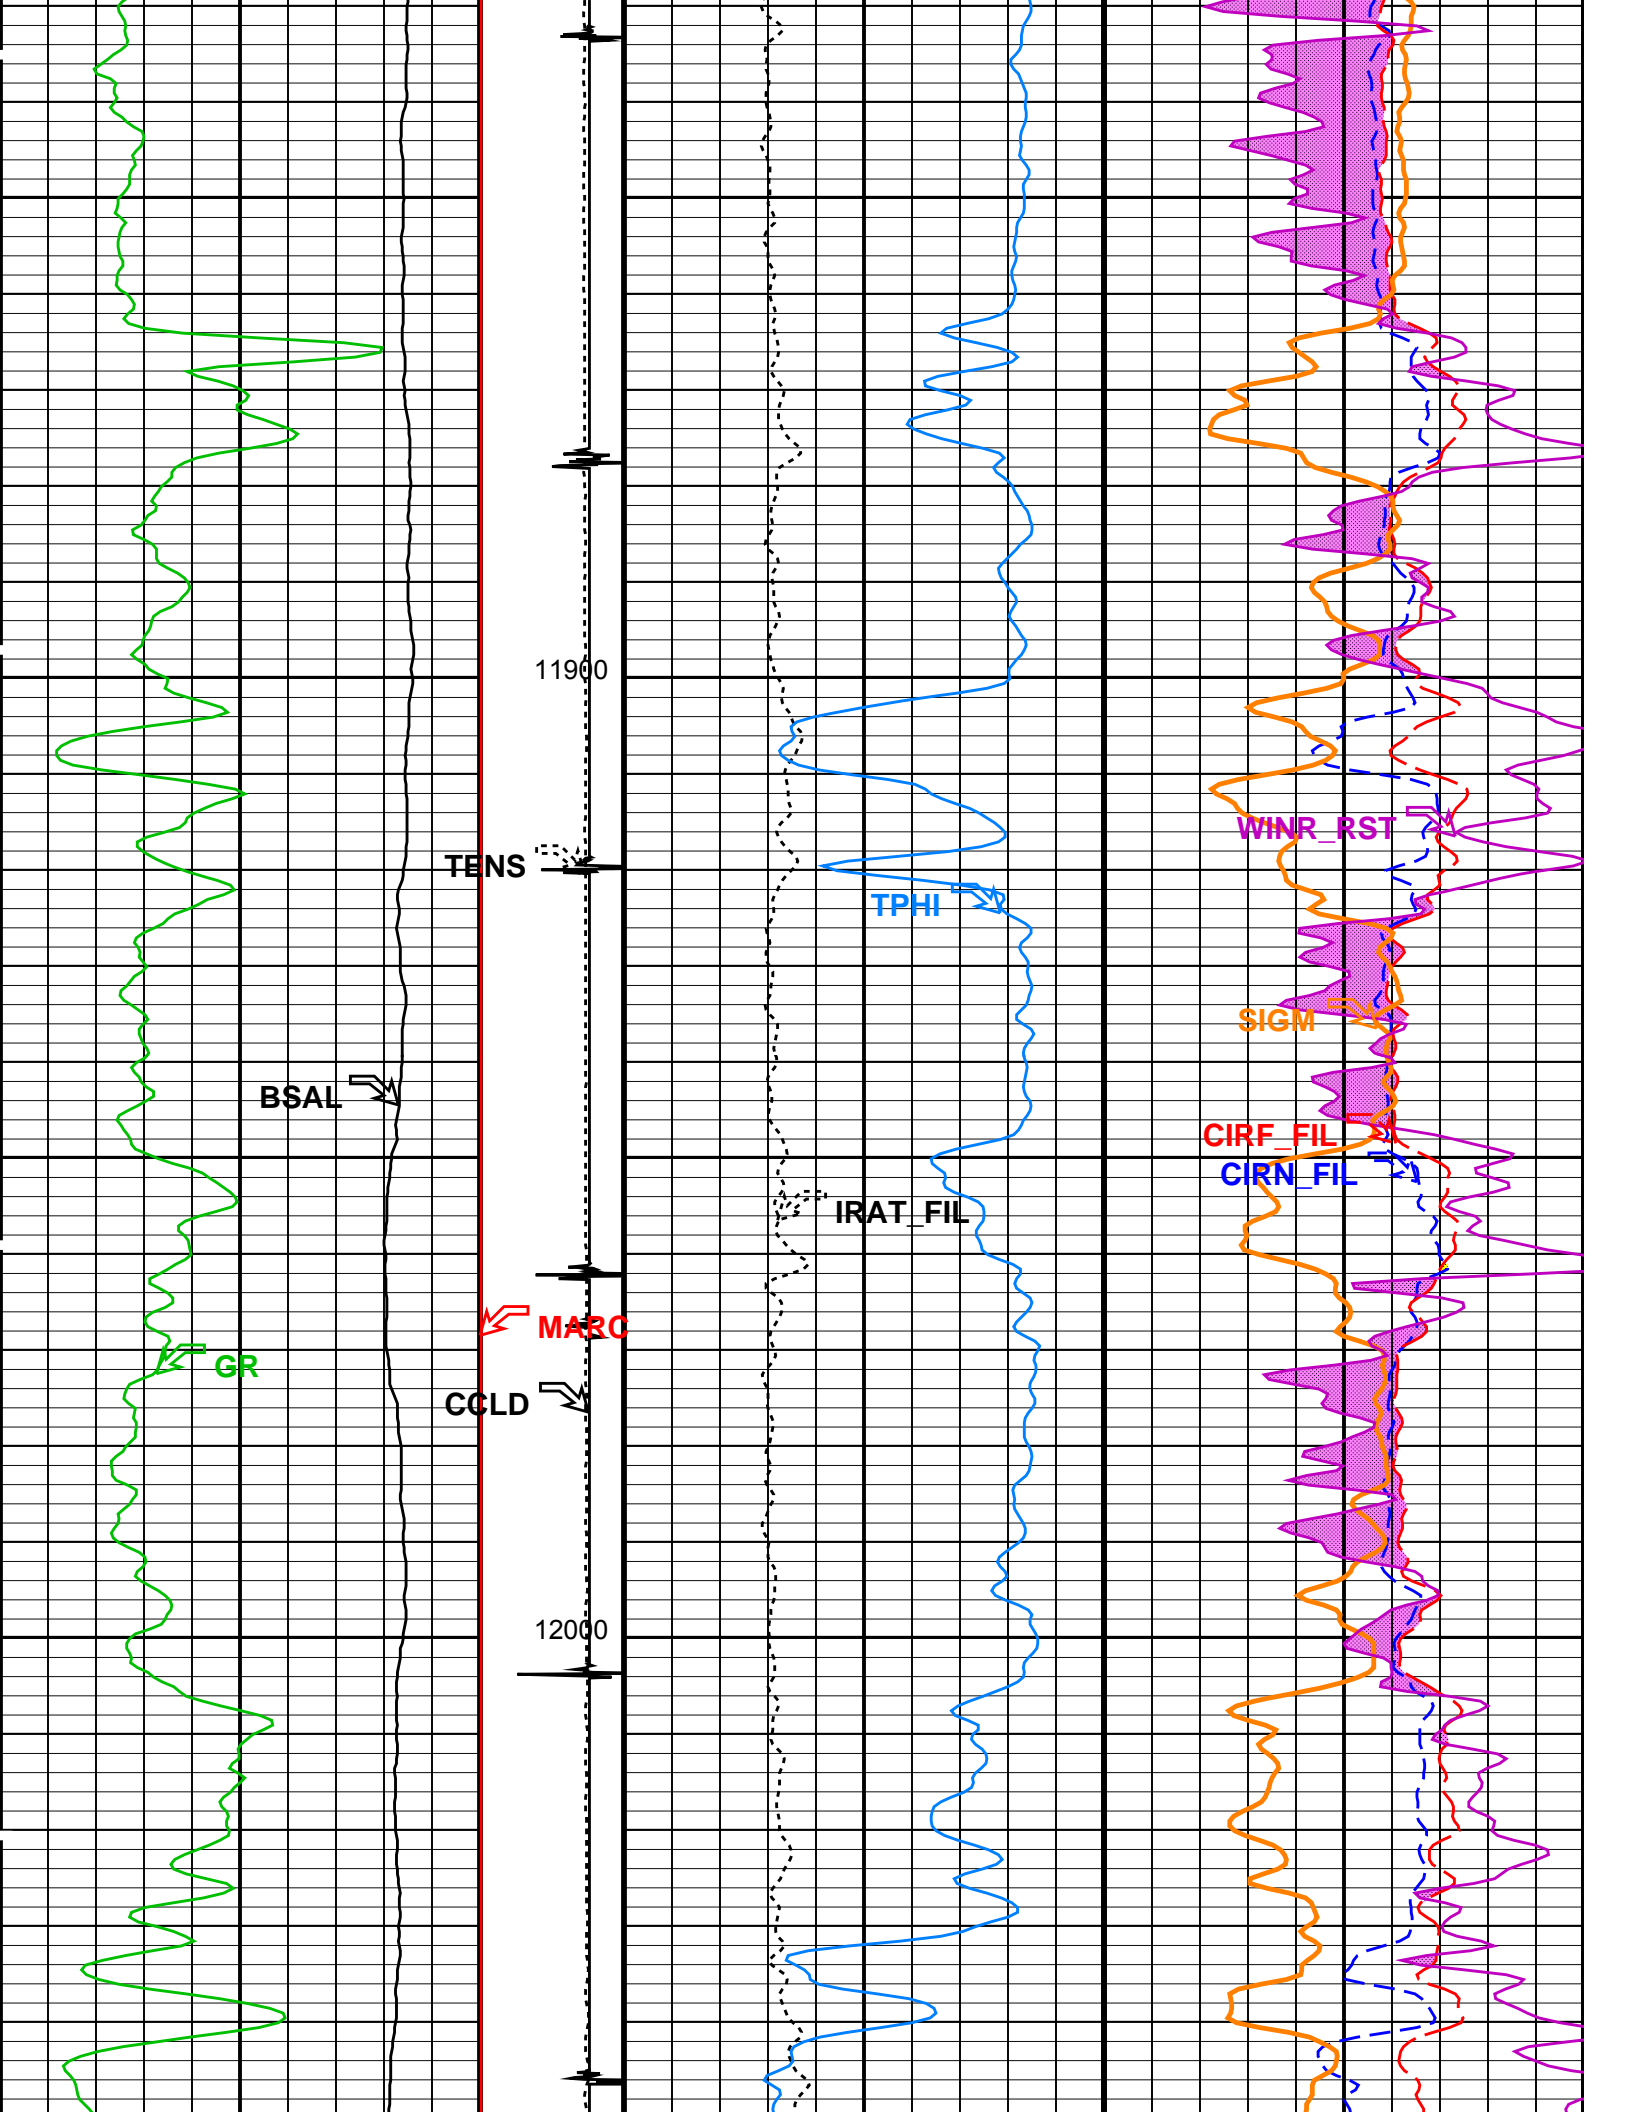 11900
WINR_RST
TENS
TPHI
SIGM
BSAL
CIRF_FIL
CIRN_FIL
IRAT_FIL
MARC
GR
CCLD
12000